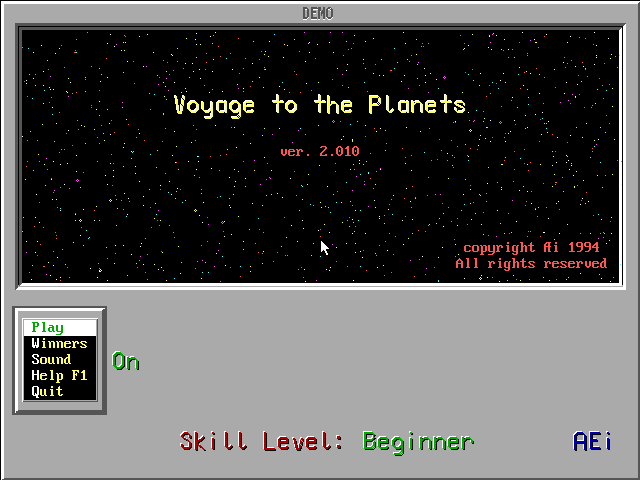 DEMO
Voyage to the Planets
ver. 2.010
copyright Æi 1994
All rights reserved
Play
Winners
Sound On
Help F1
Quit
Skill Level: Beginner AEi